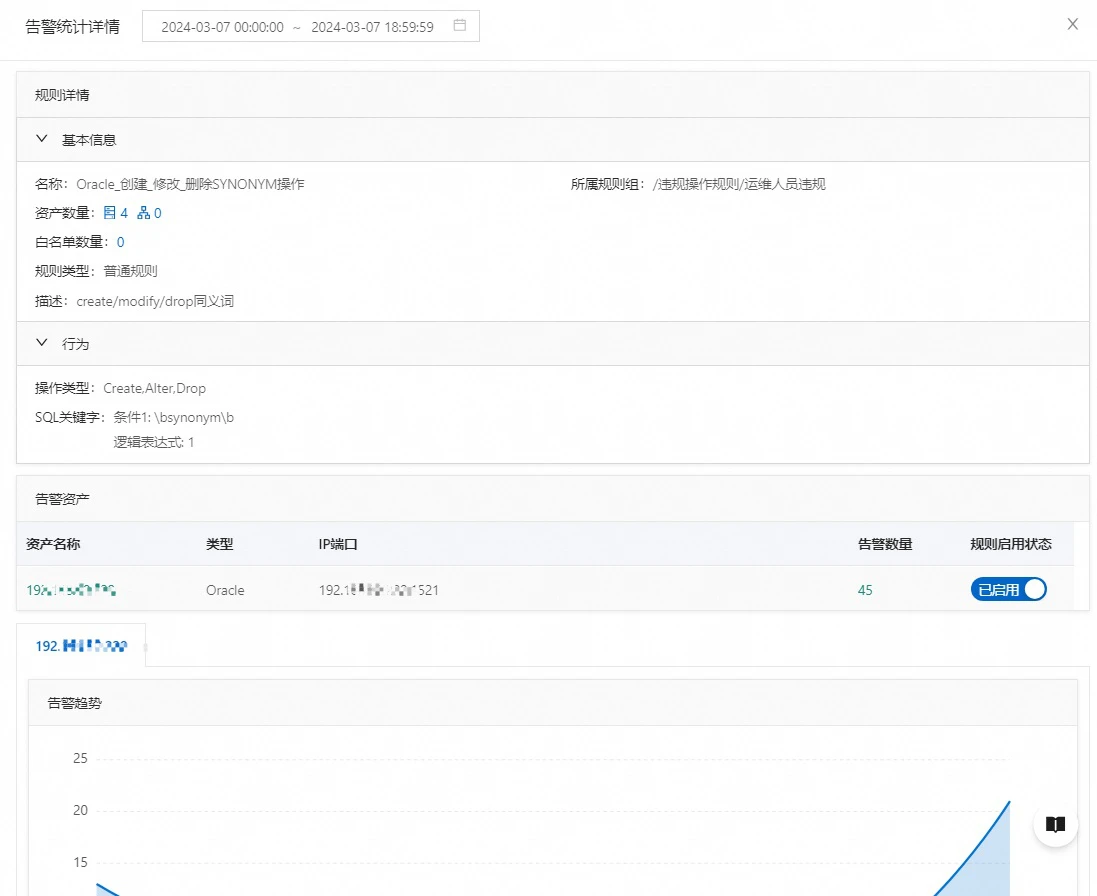 告警统计详情 2024-03-07 00:00:00 ~ 2024-03-07 18:59:59
规则详情
基本信息
名称: Oracle_创建_修改_删除SYNONYM操作 所属规则组: /违规操作规则/运维人员违规
资产数量: 4 0
白名单数量: 0
规则类型: 普通规则
描述: create/modify/drop同义词
行为
操作类型: Create,Alter,Drop
SQL关键字: 条件1: \bsynonym\b
逻辑表达式: 1
告警资产
资产名称 类型 IP端口 告警数量 规则启用状态
192. Oracle 192.1 1521 45 已启用
192.
告警趋势
25
20
15